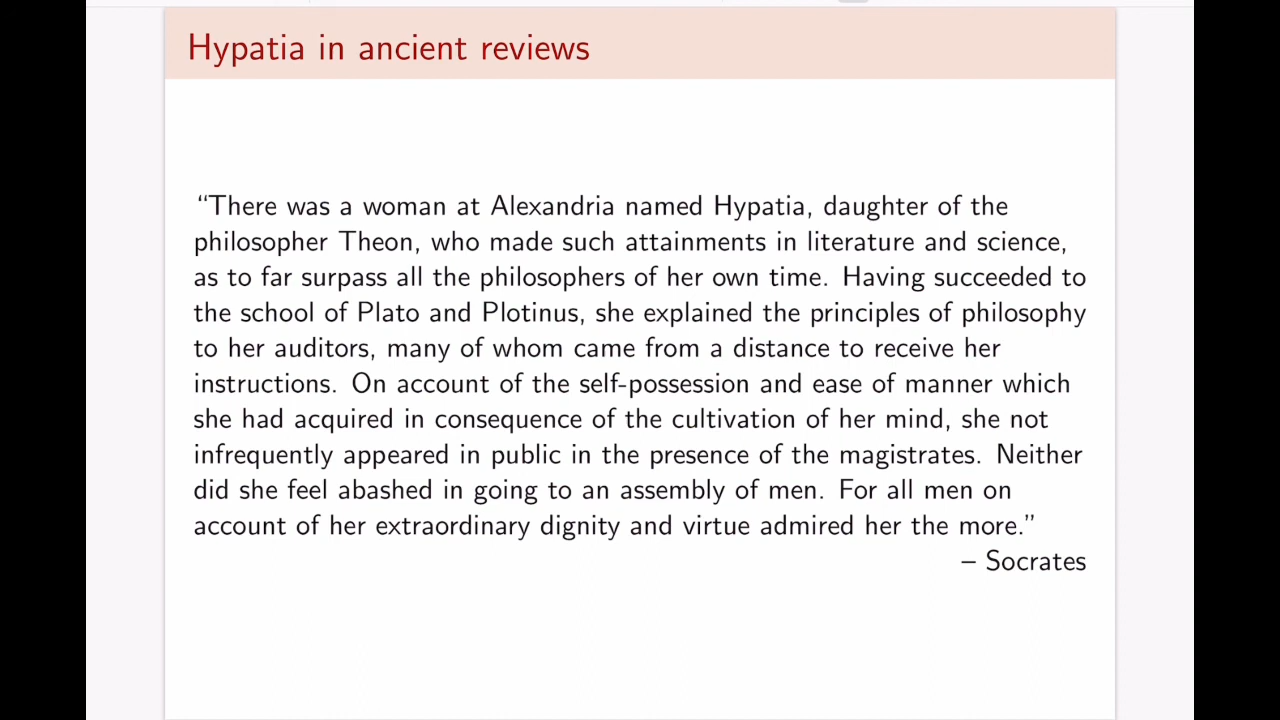 Hypatia in ancient reviews
“There was a woman at Alexandria named Hypatia, daughter of the
philosopher Theon, who made such attainments in literature and science,
as to far surpass all the philosophers of her own time. Having succeeded to
the school of Plato and Plotinus, she explained the principles of philosophy
to her auditors, many of whom came from a distance to receive her
instructions. On account of the self-possession and ease of manner which
she had acquired in consequence of the cultivation of her mind, she not
infrequently appeared in public in the presence of the magistrates. Neither
did she feel abashed in going to an assembly of men. For all men on
account of her extraordinary dignity and virtue admired her the more.”
– Socrates